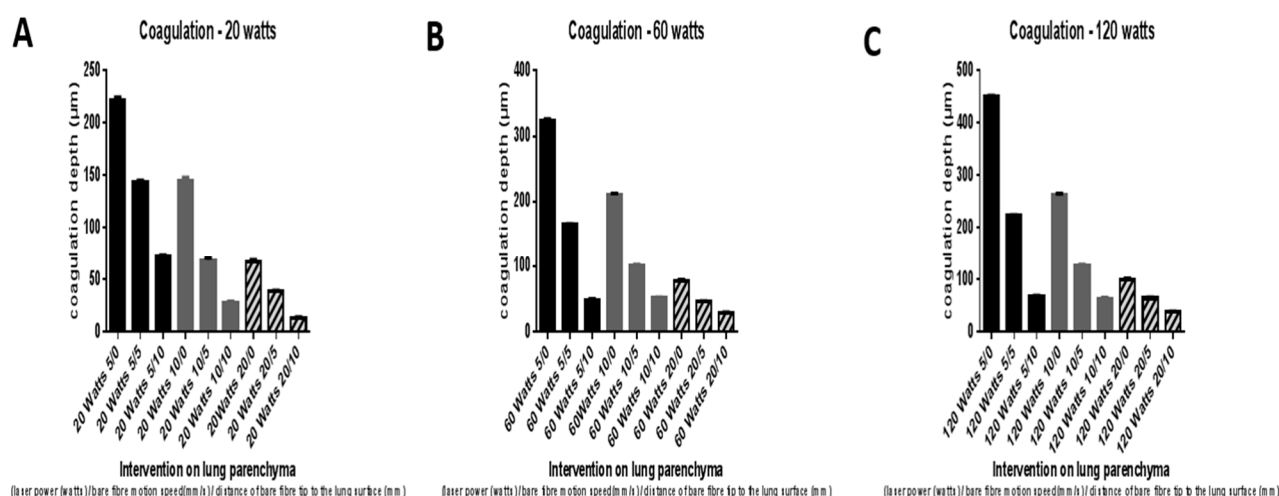 A
Coagulation - 20 watts
coagulation depth (µm)
250
200
150
100
50
0
20 Watts 5/0
20 Watts 5/5
20 Watts 5/10
20 Watts 10/0
20 Watts 10/5
20 Watts 10/10
20Watts 20/0
20 Watts 20/5
20 Watts 20/10
Intervention on lung parenchyma
(laser power (watts) / bare fibre motion speed(mm/s) / distance of bare fibre tip to the lung surface (mm )
B
Coagulation - 60 watts
coagulation depth (µm)
400
300
200
100
0
60 Watts 5/0
60 Watts 5/5
60 Watts 5/10
60Watts 10/0
60 Watts 10/5
60 Watts 10/10
60 Watts 20/0
60 Watts 20/5
60 Watts 20/10
Intervention on lung parenchyma
(laser power (watts) / bare fibre motion speed(mm/s) / distance of bare fibre tip to the lung surface (mm )
C
Coagulation - 120 watts
coagulation depth (µm)
500
400
300
200
100
0
120 Watts 5/0
120 Watts 5/5
120 Watts 5/10
120 Watts 10/0
120 Watts 10/5
120 Watts 10/10
120 Watts 20/0
120 Watts 20/5
120 Watts 20/10
Intervention on lung parenchyma
(laser power (watts) / bare fibre motion speed(mm/s) / distance of bare fibre tip to the lung surface (mm )